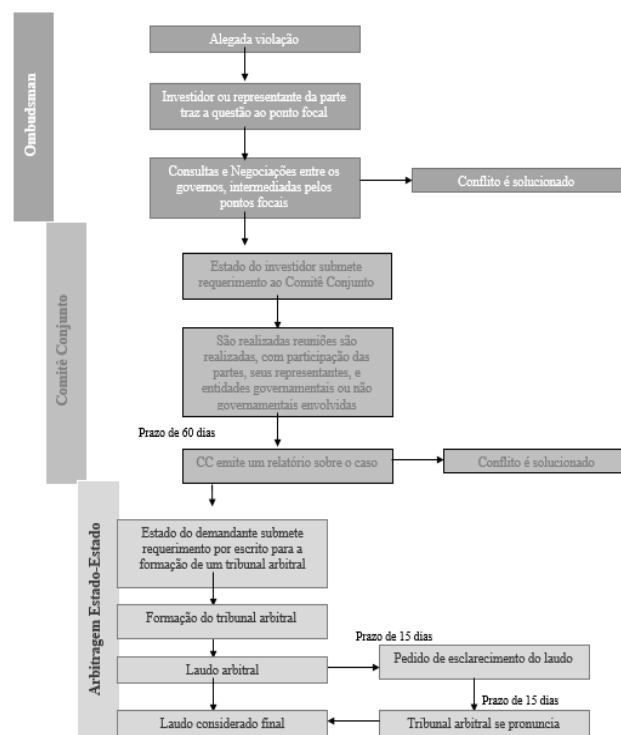 Ombudsman
Alegada violação
Investidor ou representante da parte
traz a questão ao ponto focal
Consultas e Negociações entre os
governos, intermediadas pelos
pontos focais
Conflito é solucionado
Comitê Conjunto
Estado do investidor submete
requerimento ao Comitê Conjunto
São realizadas reuniões são
realizadas, com participação das
partes, seus representantes, e
entidades governamentais ou não
governamentais envolvidas
Prazo de 60 dias
CC emite um relatório sobre o caso
Conflito é solucionado
Arbitragem Estado-Estado
Estado do demandante submete
requerimento por escrito para a
formação de um tribunal arbitral
Formação do tribunal arbitral
Prazo de 15 dias
Laudo arbitral
Pedido de esclarecimento do laudo
Prazo de 15 dias
Laudo considerado final
Tribunal arbitral se pronuncia